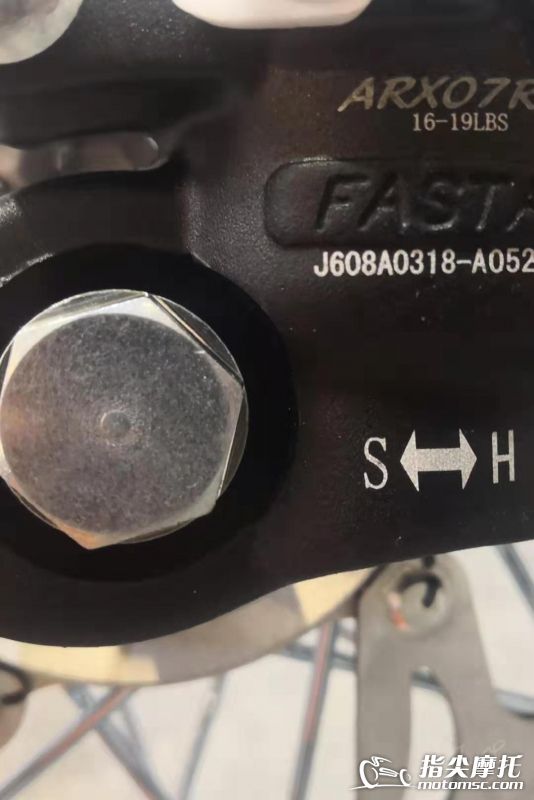 ARX07R
16-19LBS
FASTA
J608A0318-A052
S H
指尖摩托
motomsc.com